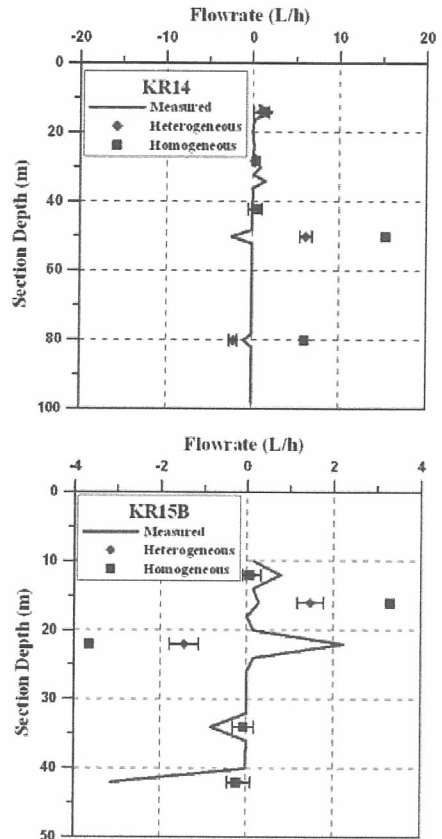 Flowrate (L/h)
-20 -10 0 10 20
0
20
40
60
80
100
Section Depth (m)
KR14
Measured
Heterogeneous
Homogeneous
Flowrate (L/h)
-4 -2 0 2 4
0
10
20
30
40
50
Section Depth (m)
KR15B
Measured
Heterogeneous
Homogeneous